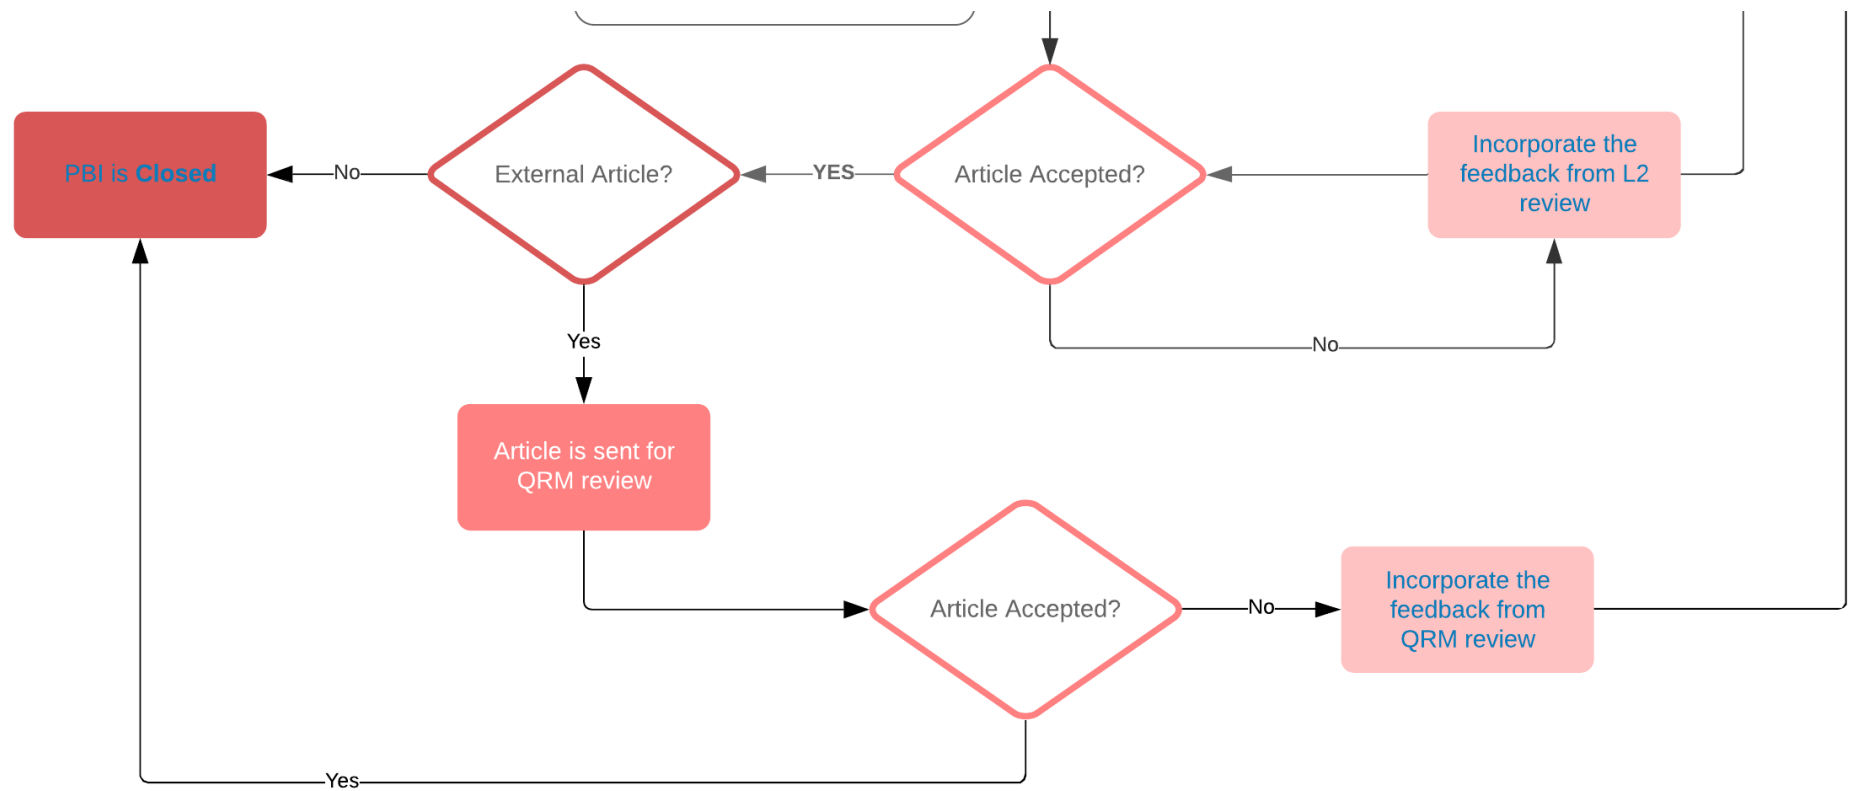 PBI is Closed
No
External Article?
YES
Article Accepted?
Incorporate the
feedback from L2
review
Yes
No
Article is sent for
QRM review
Article Accepted?
No
Incorporate the
feedback from
QRM review
Yes